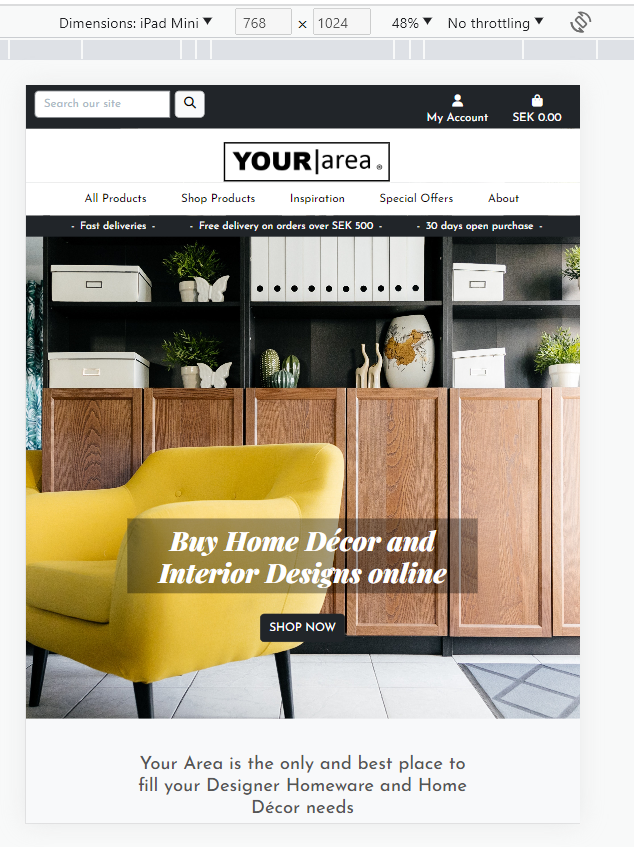 Dimensions: iPad Mini ▼ 768 × 1024 48% ▼ No throttling ▼
Search our site
My Account SEK 0.00
YOUR|area ®
All Products Shop Products Inspiration Special Offers About
- Fast deliveries - - Free delivery on orders over SEK 500 - - 30 days open purchase -
Buy Home Décor and
Interior Designs online
SHOP NOW
Your Area is the only and best place to
fill your Designer Homeware and Home
Décor needs